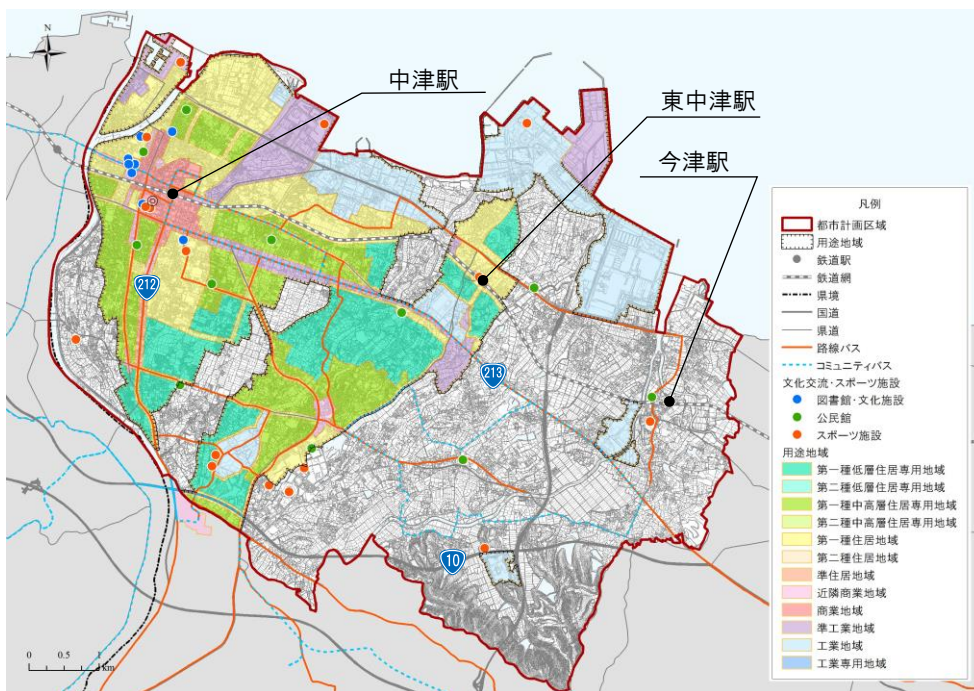 N
中津駅
東中津駅
今津駅
212
213
10
0 0.5 1
km
凡例
都市計画区域
用途地域
鉄道駅
鉄道網
県境
国道
県道
路線バス
コミュニティバス
文化交流・スポーツ施設
図書館・文化施設
公民館
スポーツ施設
用途地域
第一種低層住居専用地域
第二種低層住居専用地域
第一種中高層住居専用地域
第二種中高層住居専用地域
第一種住居地域
第二種住居地域
準住居地域
近隣商業地域
商業地域
準工業地域
工業地域
工業専用地域